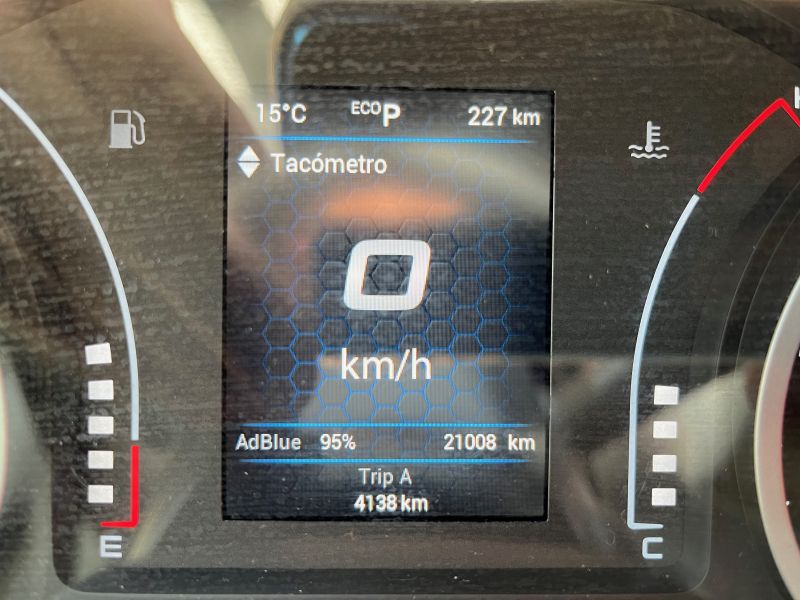 15°C ECO P 227 km
Tacómetro
0
km/h
AdBlue 95% 21008 km
Trip A
4138 km
E
C
H